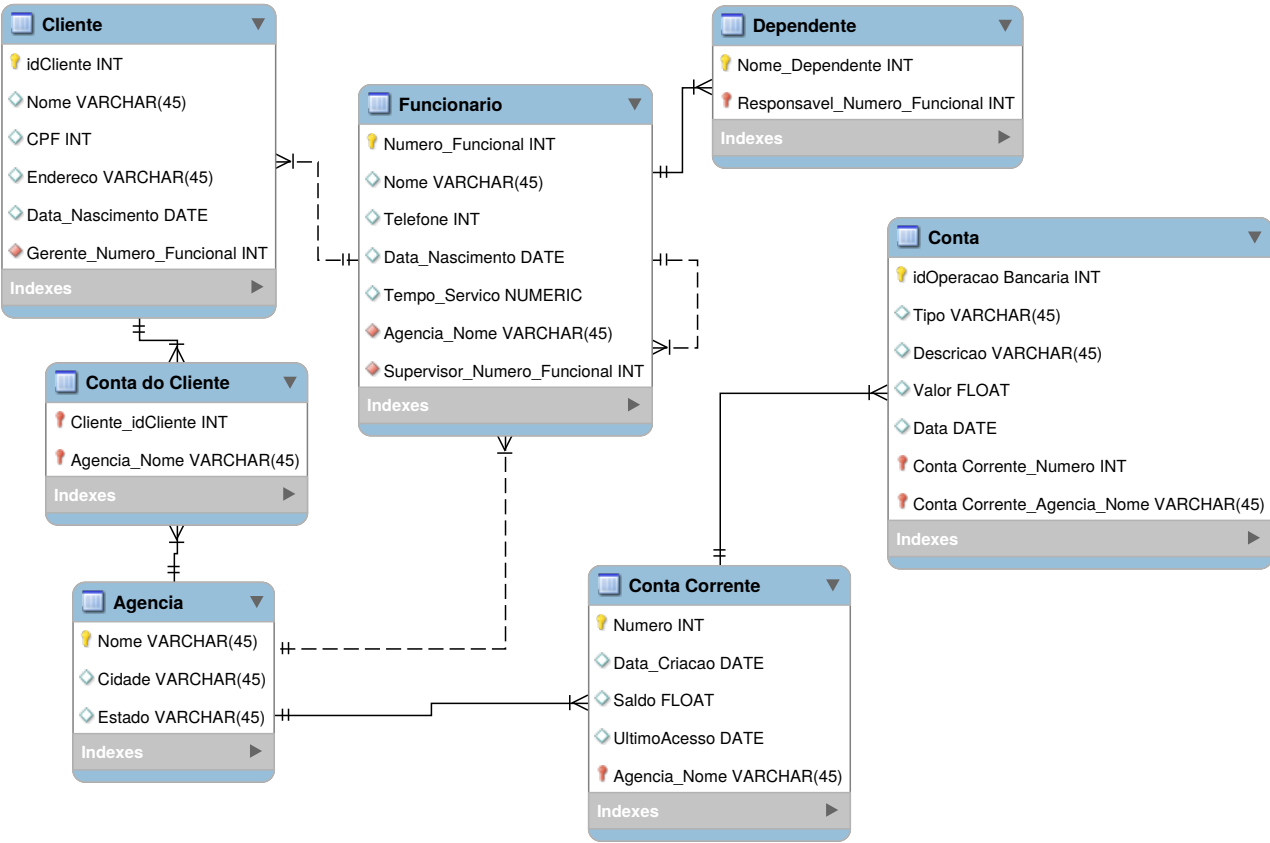 Cliente
idCliente INT
Nome VARCHAR(45)
CPF INT
Endereco VARCHAR(45)
Data_Nascimento DATE
Gerente_Numero_Funcional INT
Indexes
Funcionario
Numero_Funcional INT
Nome VARCHAR(45)
Telefone INT
Data_Nascimento DATE
Tempo_Servico NUMERIC
Agencia_Nome VARCHAR(45)
Supervisor_Numero_Funcional INT
Indexes
Dependente
Nome_Dependente INT
Responsavel_Numero_Funcional INT
Indexes
Conta
idOperacao Bancaria INT
Tipo VARCHAR(45)
Descricao VARCHAR(45)
Valor FLOAT
Data DATE
Conta Corrente_Numero INT
Conta Corrente_Agencia_Nome VARCHAR(45)
Indexes
Conta do Cliente
Cliente_idCliente INT
Agencia_Nome VARCHAR(45)
Indexes
Agencia
Nome VARCHAR(45)
Cidade VARCHAR(45)
Estado VARCHAR(45)
Indexes
Conta Corrente
Numero INT
Data_Criacao DATE
Saldo FLOAT
UltimoAcesso DATE
Agencia_Nome VARCHAR(45)
Indexes